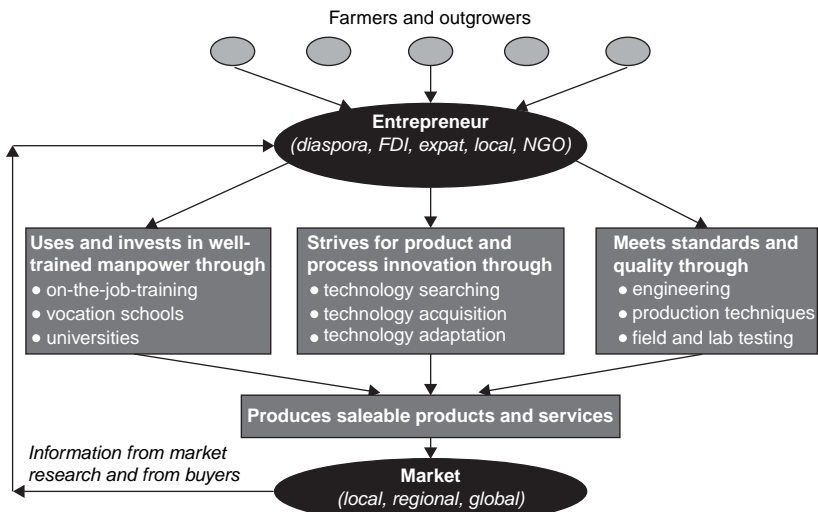 Farmers and outgrowers
Entrepreneur
(diaspora, FDI, expat, local, NGO)
Uses and invests in well-
trained manpower through
● on-the-job-training
● vocation schools
● universities
Strives for product and
process innovation through
● technology searching
● technology acquisition
● technology adaptation
Meets standards and
quality through
● engineering
● production techniques
● field and lab testing
Produces saleable products and services
Information from market
research and from buyers
Market
(local, regional, global)